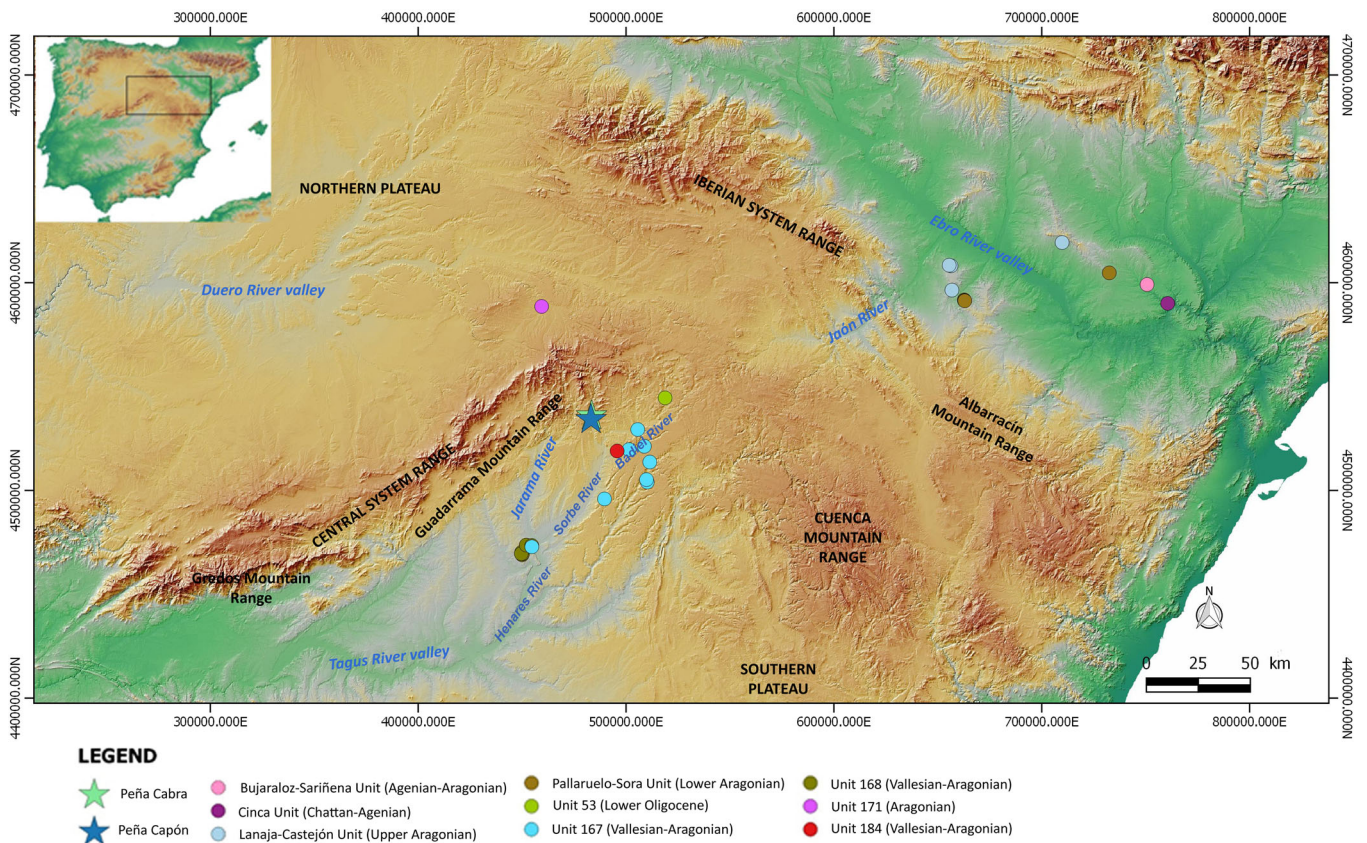 300000.000E 400000.000E 500000.000E 600000.000E 700000.000E 800000.000E
4700000.000N 4700000.000N
NORTHERN PLATEAU
IBERIAN SYSTEM RANGE
Ebro River valley
Duero River valley
4600000.000N 4600000.000N
Jaón River
Albarracin
Mountain Range
CENTRAL SYSTEM RANGE
Guadarrama Mountain Range
Jarama River
Sorbe River
Badiel River
4500000.000N 4500000.000N
CUENCA
MOUNTAIN
RANGE
Gredos Mountain
Range
Henares River
N
Tagus River valley
SOUTHERN
PLATEAU
0 25 50 km
4400000.000N 4400000.000N
300000.000E 400000.000E 500000.000E 600000.000E 700000.000E 800000.000E
LEGEND
Peña Cabra
Peña Capón
Bujaraloz-Sariñena Unit (Agenian-Aragonian)
Cinca Unit (Chattan-Agenian)
Lanaja-Castejón Unit (Upper Aragonian)
Pallaruelo-Sora Unit (Lower Aragonian)
Unit 53 (Lower Oligocene)
Unit 167 (Vallesian-Aragonian)
Unit 168 (Vallesian-Aragonian)
Unit 171 (Aragonian)
Unit 184 (Vallesian-Aragonian)